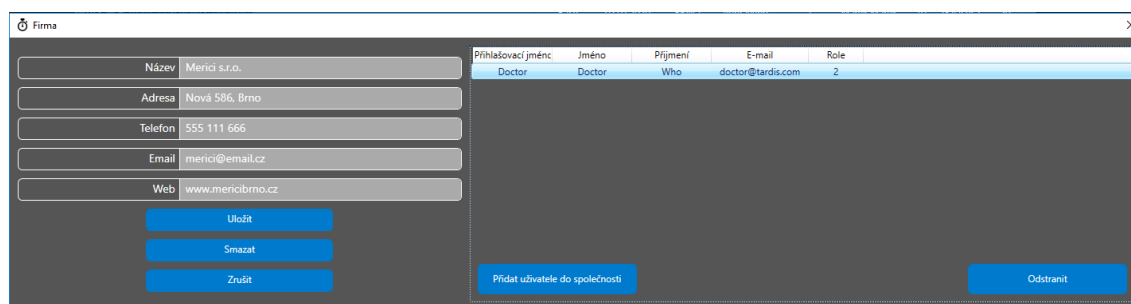 Firma
Název Merici s.r.o.
Adresa Nová 586, Brno
Telefon 555 111 666
Email merici@email.cz
Web www.mericibrno.cz
Uložit
Smazat
Zrušit
Přihlašovací jménc Jméno Přijmení E-mail Role
Doctor Doctor Who doctor@tardis.com 2
Přidat uživatele do společnosti
Odstranit